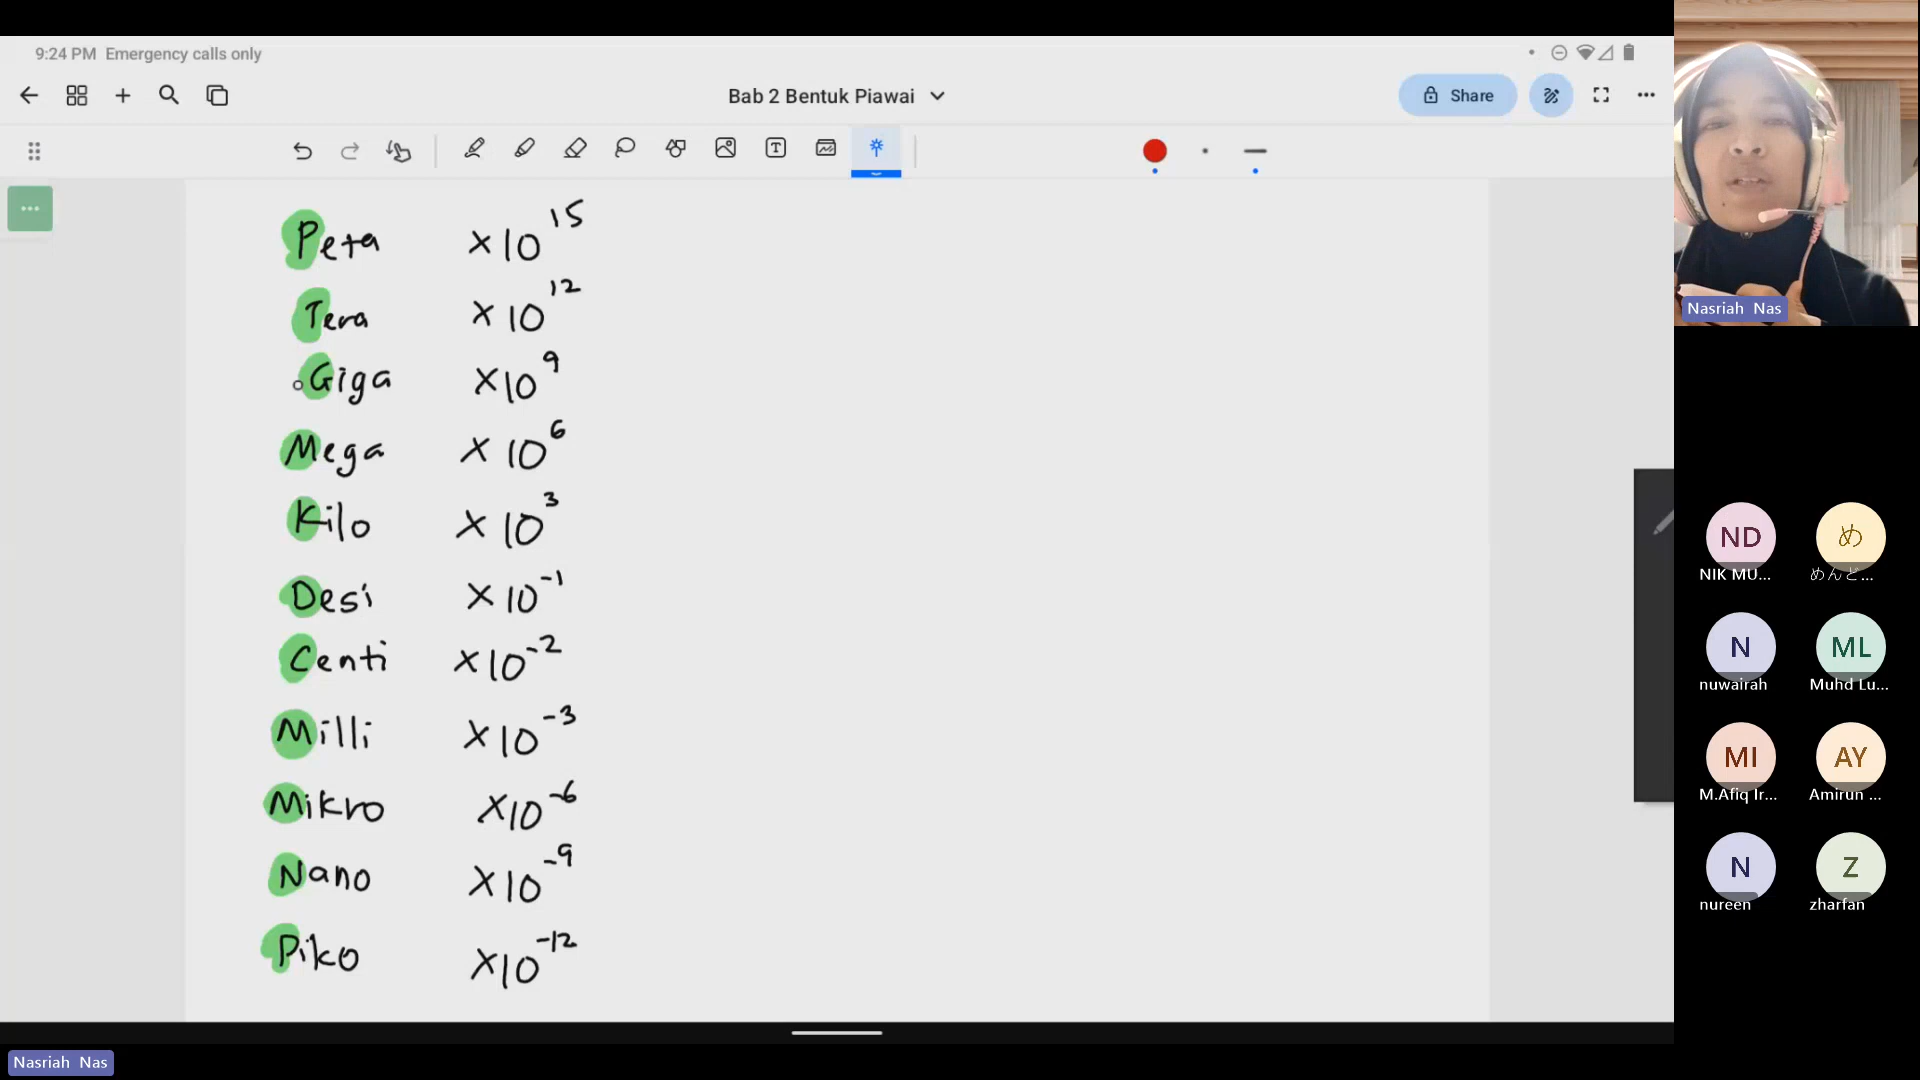 9:24 PM Emergency calls only
Bab 2 Bentuk Piawai
Share
Peta ×10^15
Tera ×10^12
Giga ×10^9
Mega ×10^6
Kilo ×10^3
Desi ×10^-1
Centi ×10^-2
Milli ×10^-3
Mikro ×10^-6
Nano ×10^-9
Piko ×10^-12
Nasriah Nas
ND め
NIK MU... めんど...
N ML
nuwairah Muhd Lu...
MI AY
M.Afiq Ir... Amirun ...
N Z
nureen zharfan
Nasriah Nas